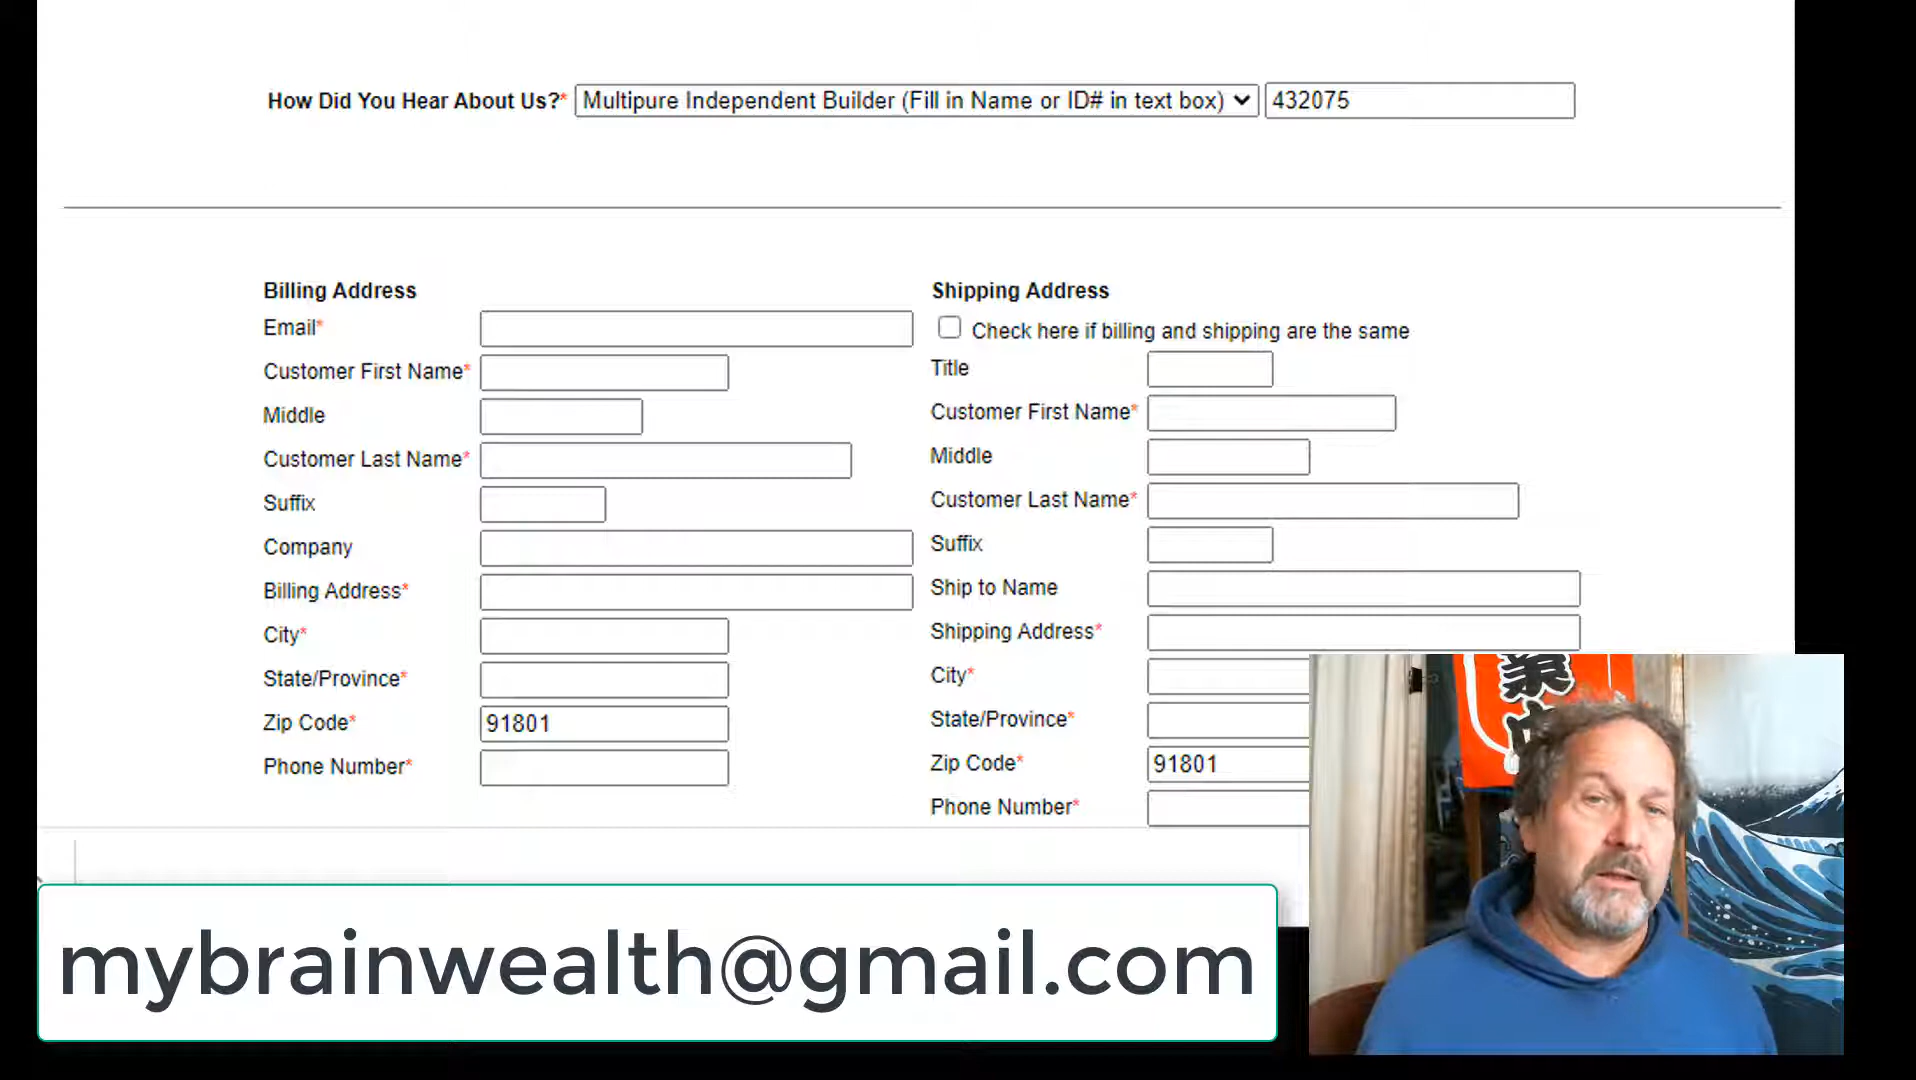 How Did You Hear About Us?* Multipure Independent Builder (Fill in Name or ID# in text box) 432075
Billing Address
Email*
Customer First Name*
Middle
Customer Last Name*
Suffix
Company
Billing Address*
City*
State/Province*
Zip Code* 91801
Phone Number*
Shipping Address
Check here if billing and shipping are the same
Title
Customer First Name*
Middle
Customer Last Name*
Suffix
Ship to Name
Shipping Address*
City*
State/Province*
Zip Code* 91801
Phone Number*
mybrainwealth@gmail.com